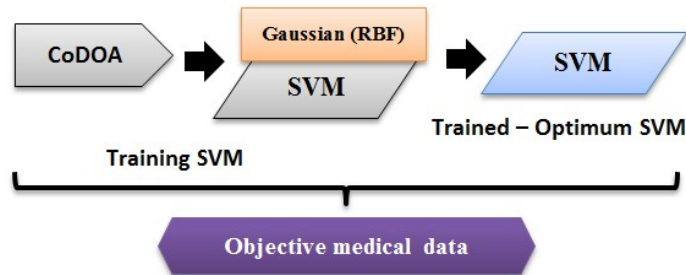 CoDOA
Gaussian (RBF)
SVM
SVM
Training SVM
Trained – Optimum SVM
Objective medical data